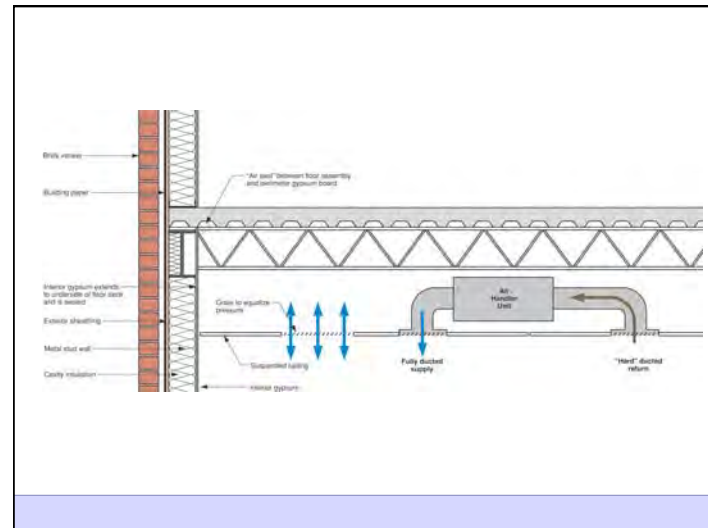 Brick veneer
Building paper
"Air seal" between floor assembly
and perimeter gypsum board
Interior gypsum extends
to underside of floor deck
and is sealed
Exterior sheathing
Metal stud wall
Cavity insulation
Grille to equalize
pressure
Suspended ceiling
Interior gypsum
Air
Handler
Unit
Fully ducted
supply
"Hard" ducted
return